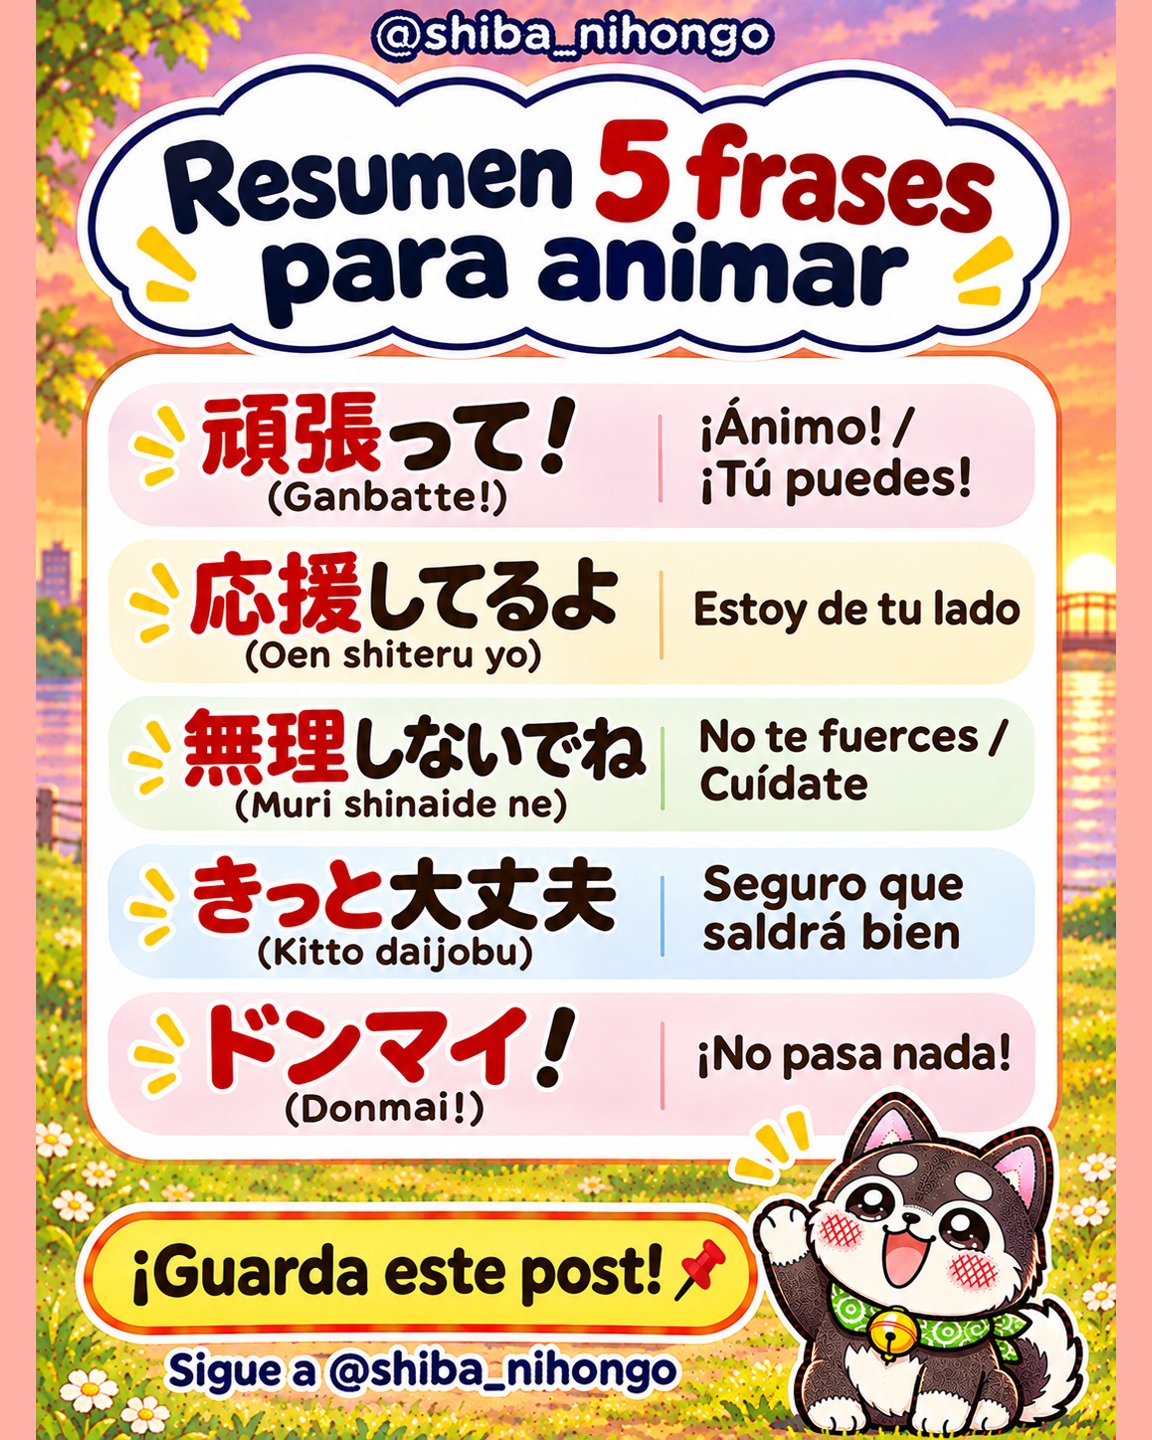 @shiba_nihongo
Resumen 5 frases
para animar
頑張って!
(Ganbatte!)
¡Ánimo! /
¡Tú puedes!
応援してるよ
(Oen shiteru yo)
Estoy de tu lado
無理しないでね
(Muri shinaide ne)
No te fuerces /
Cuídate
きっと大丈夫
(Kitto daijobu)
Seguro que
saldrá bien
ドンマイ!
(Donmai!)
¡No pasa nada!
¡Guarda este post!
Sigue a @shiba_nihongo